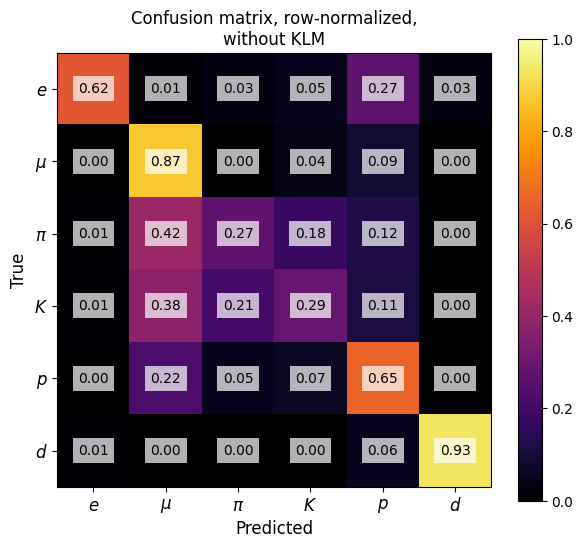 Confusion matrix, row-normalized,
without KLM
e 0.62 0.01 0.03 0.05 0.27 0.03
μ 0.00 0.87 0.00 0.04 0.09 0.00
π 0.01 0.42 0.27 0.18 0.12 0.00
K 0.01 0.38 0.21 0.29 0.11 0.00
p 0.00 0.22 0.05 0.07 0.65 0.00
d 0.01 0.00 0.00 0.00 0.06 0.93
e μ π K p d
True
Predicted
1.0
0.8
0.6
0.4
0.2
0.0